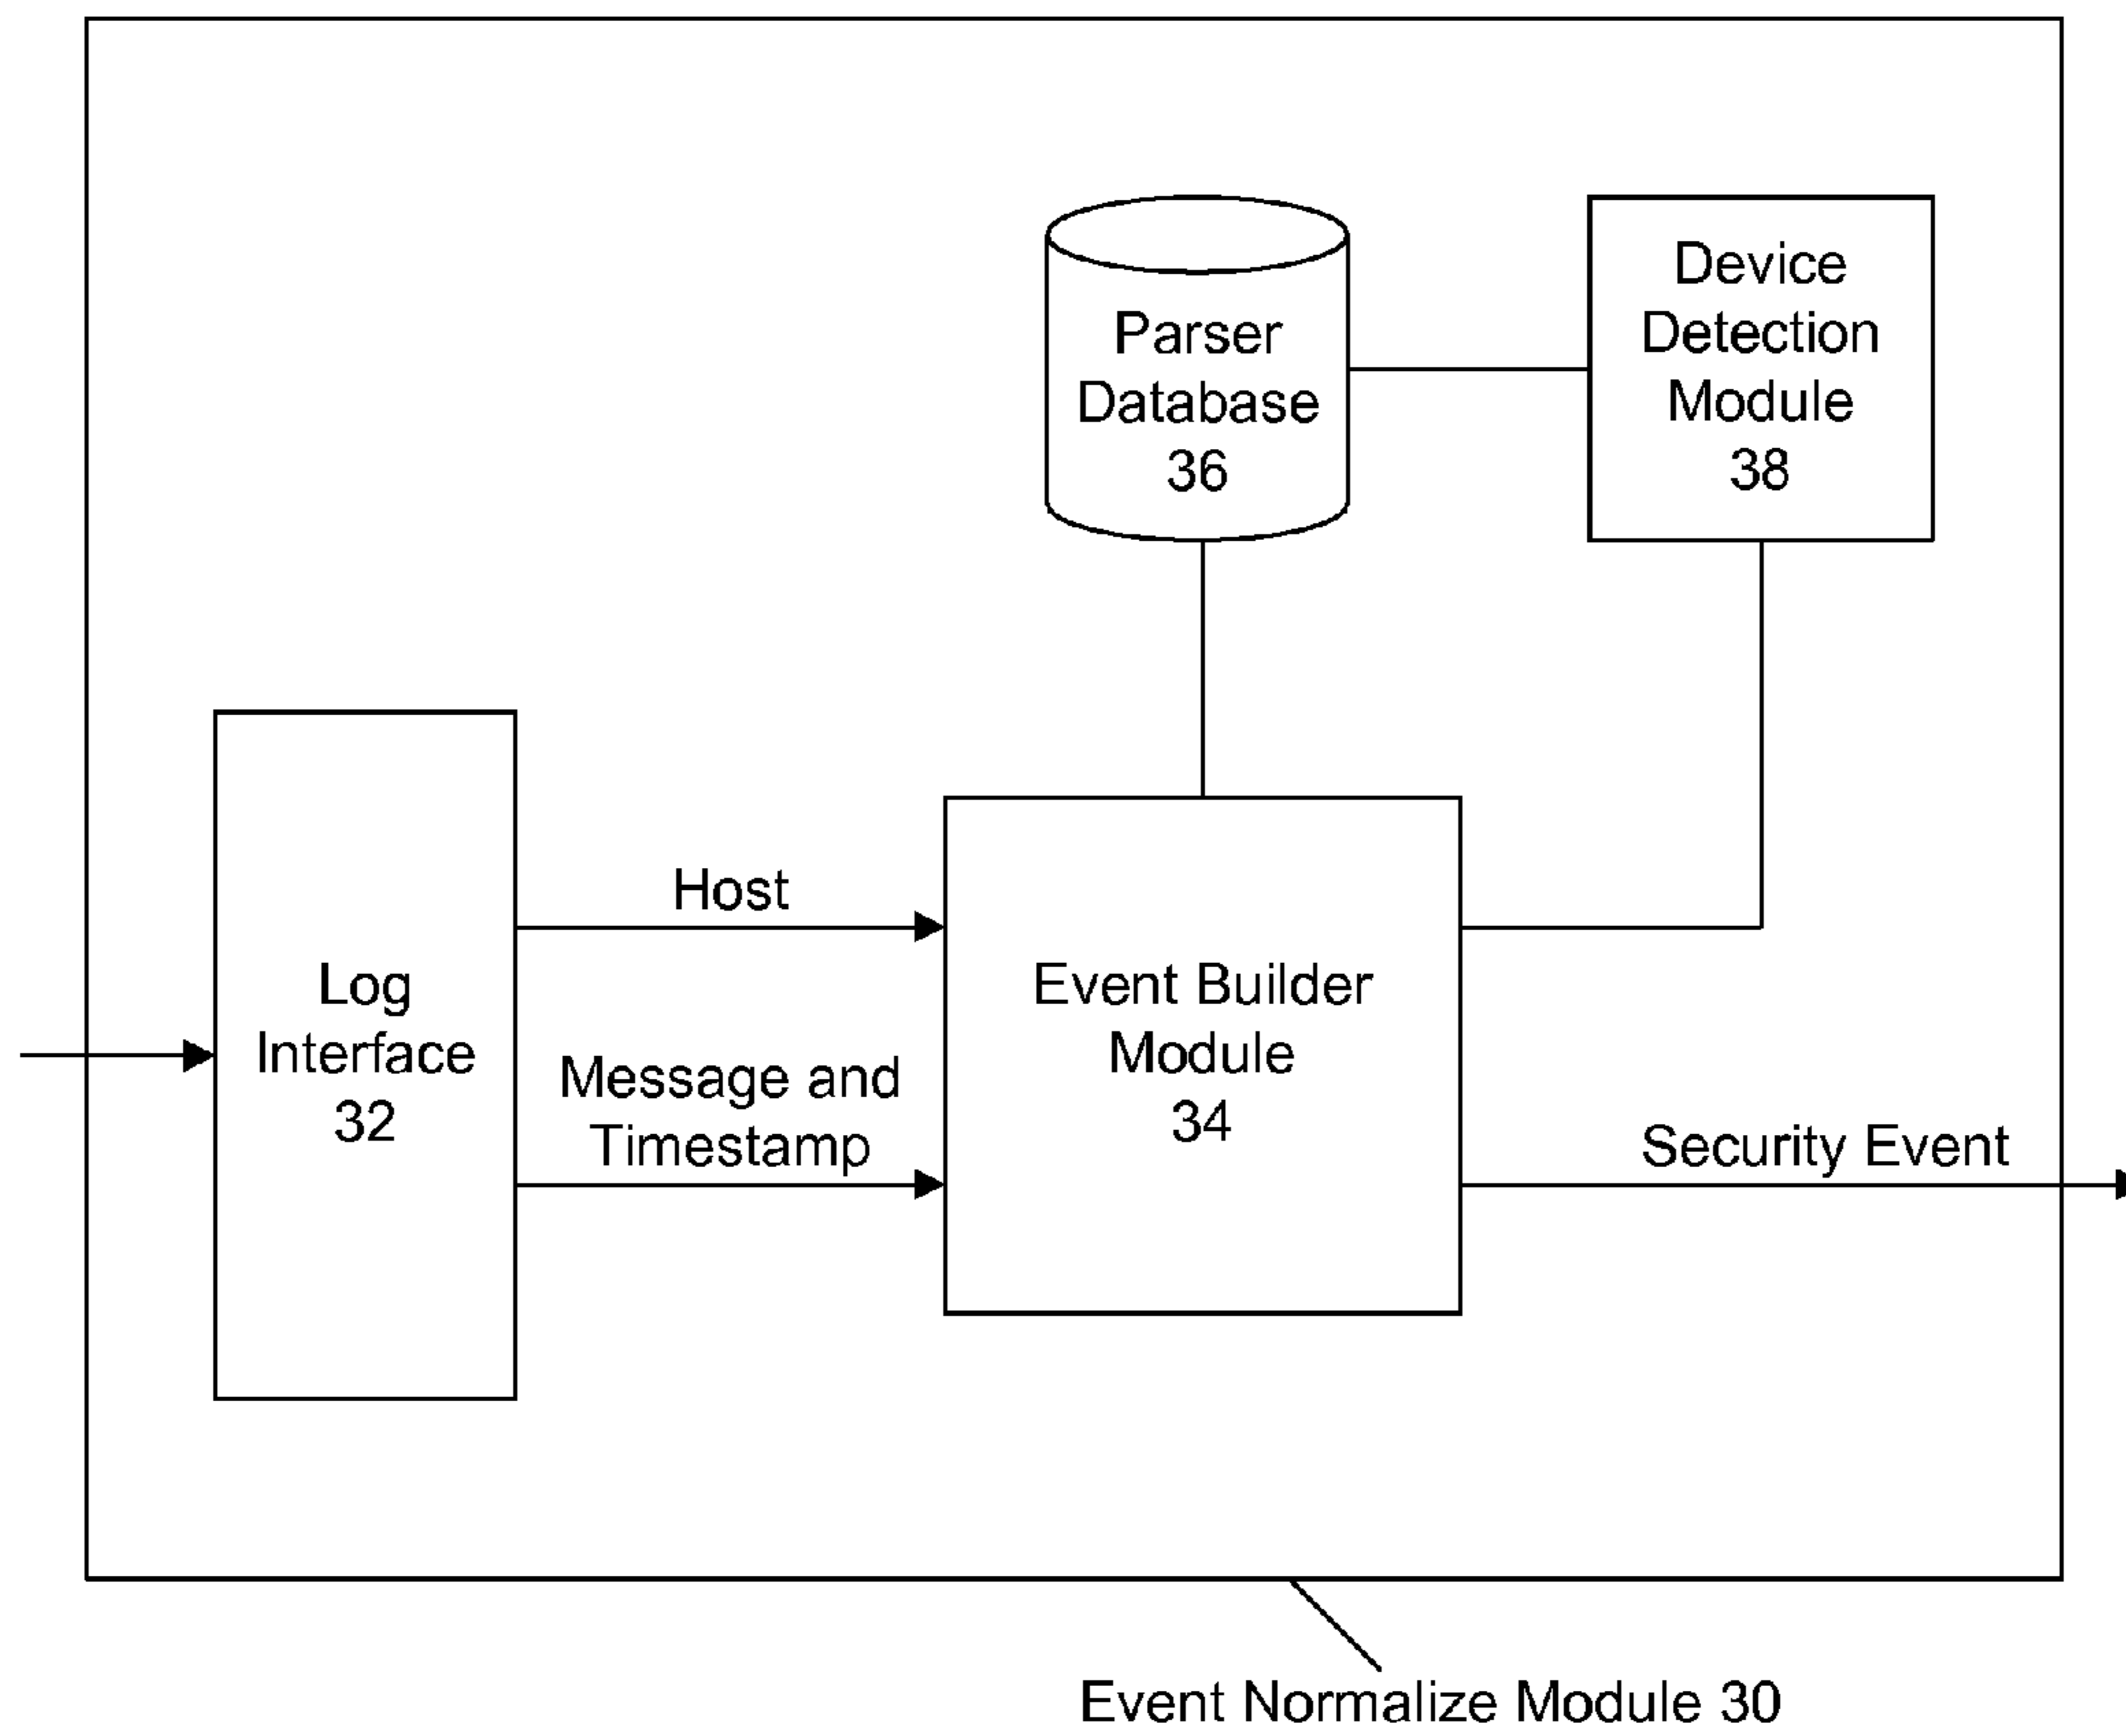 Parser
Database
36
Device
Detection
Module
38
Log
Interface
32
Host
Message and
Timestamp
Event Builder
Module
34
Security Event
Event Normalize Module 30